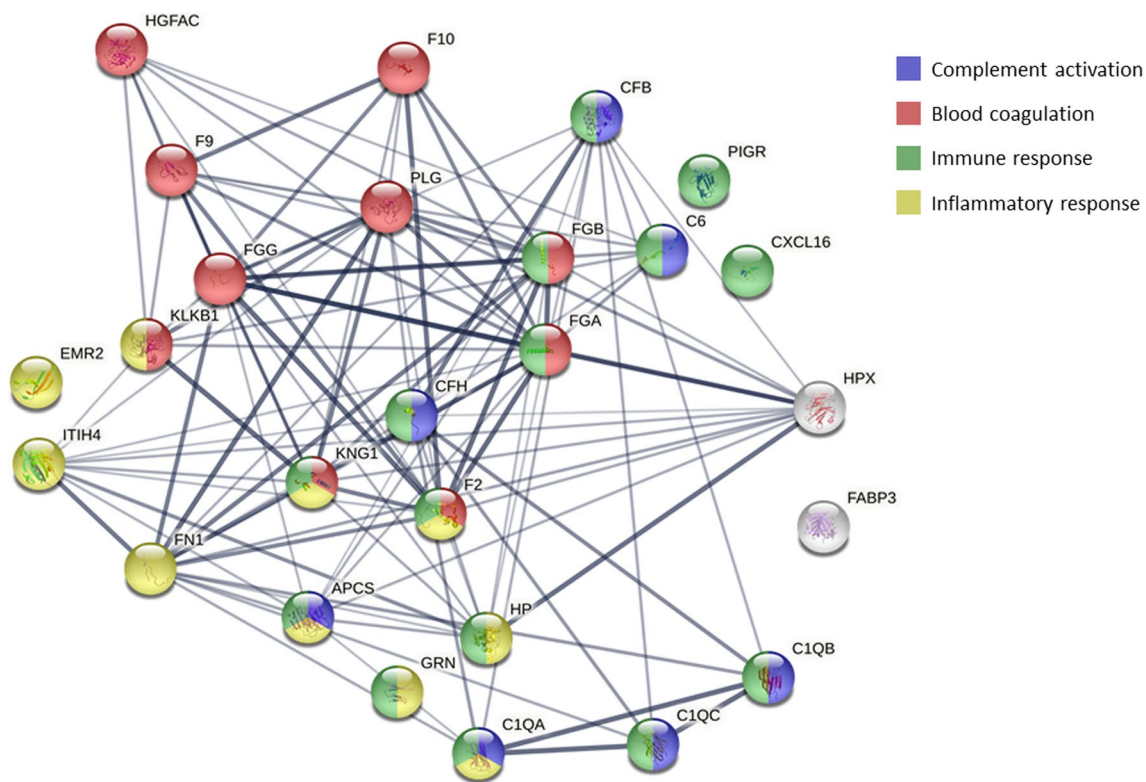 HGFAC
F10
CFB
Complement activation
Blood coagulation
Immune response
Inflammatory response
F9
PLG
PIGR
FGG
FGB
C6
CXCL16
KLKB1
FGA
EMR2
CFH
HPX
ITIH4
KNG1
F2
FABP3
FN1
APCS
HP
GRN
C1QB
C1QA
C1QC